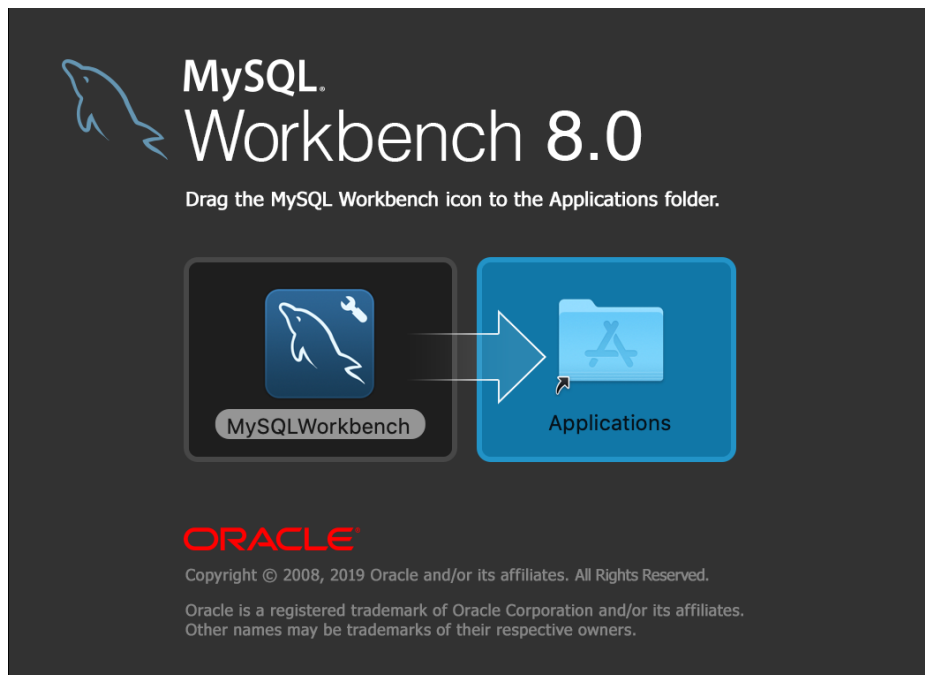 MySQL®
Workbench 8.0
Drag the MySQL Workbench icon to the Applications folder.
MySQLWorkbench
Applications
ORACLE®
Copyright © 2008, 2019 Oracle and/or its affiliates. All Rights Reserved.
Oracle is a registered trademark of Oracle Corporation and/or its affiliates.
Other names may be trademarks of their respective owners.